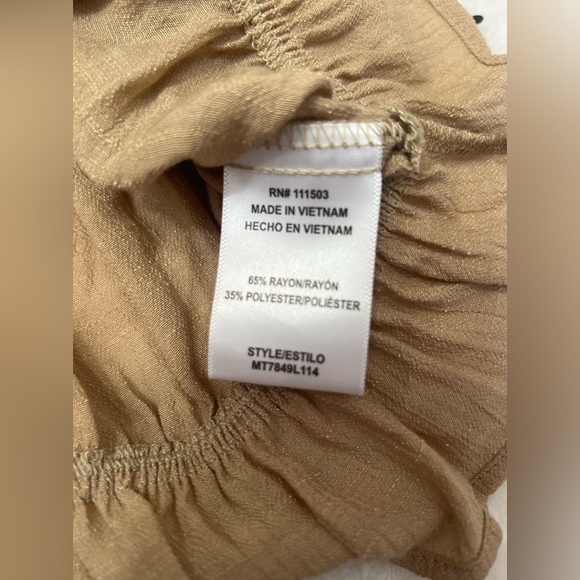 RN# 111503
MADE IN VIETNAM
HECHO EN VIETNAM
65% RAYON/RAYÓN
35% POLYESTER/POLIÉSTER
STYLE/ESTILO
MT7849L114